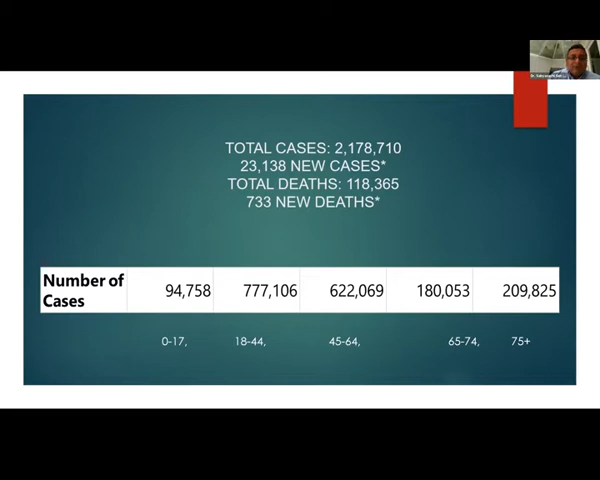 TOTAL CASES: 2,178,710
23,138 NEW CASES*
TOTAL DEATHS: 118,365
733 NEW DEATHS*
Number of Cases 94,758 777,106 622,069 180,053 209,825
0-17, 18-44, 45-64, 65-74, 75+